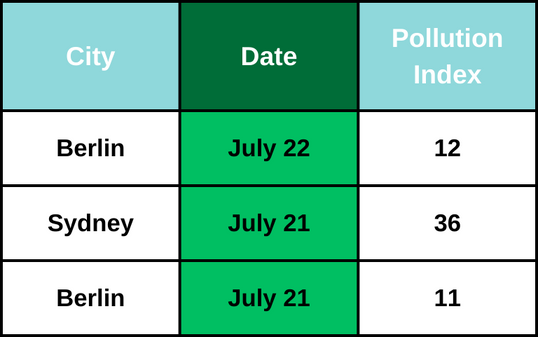 City Date Pollution
Index
Berlin July 22 12
Sydney July 21 36
Berlin July 21 11